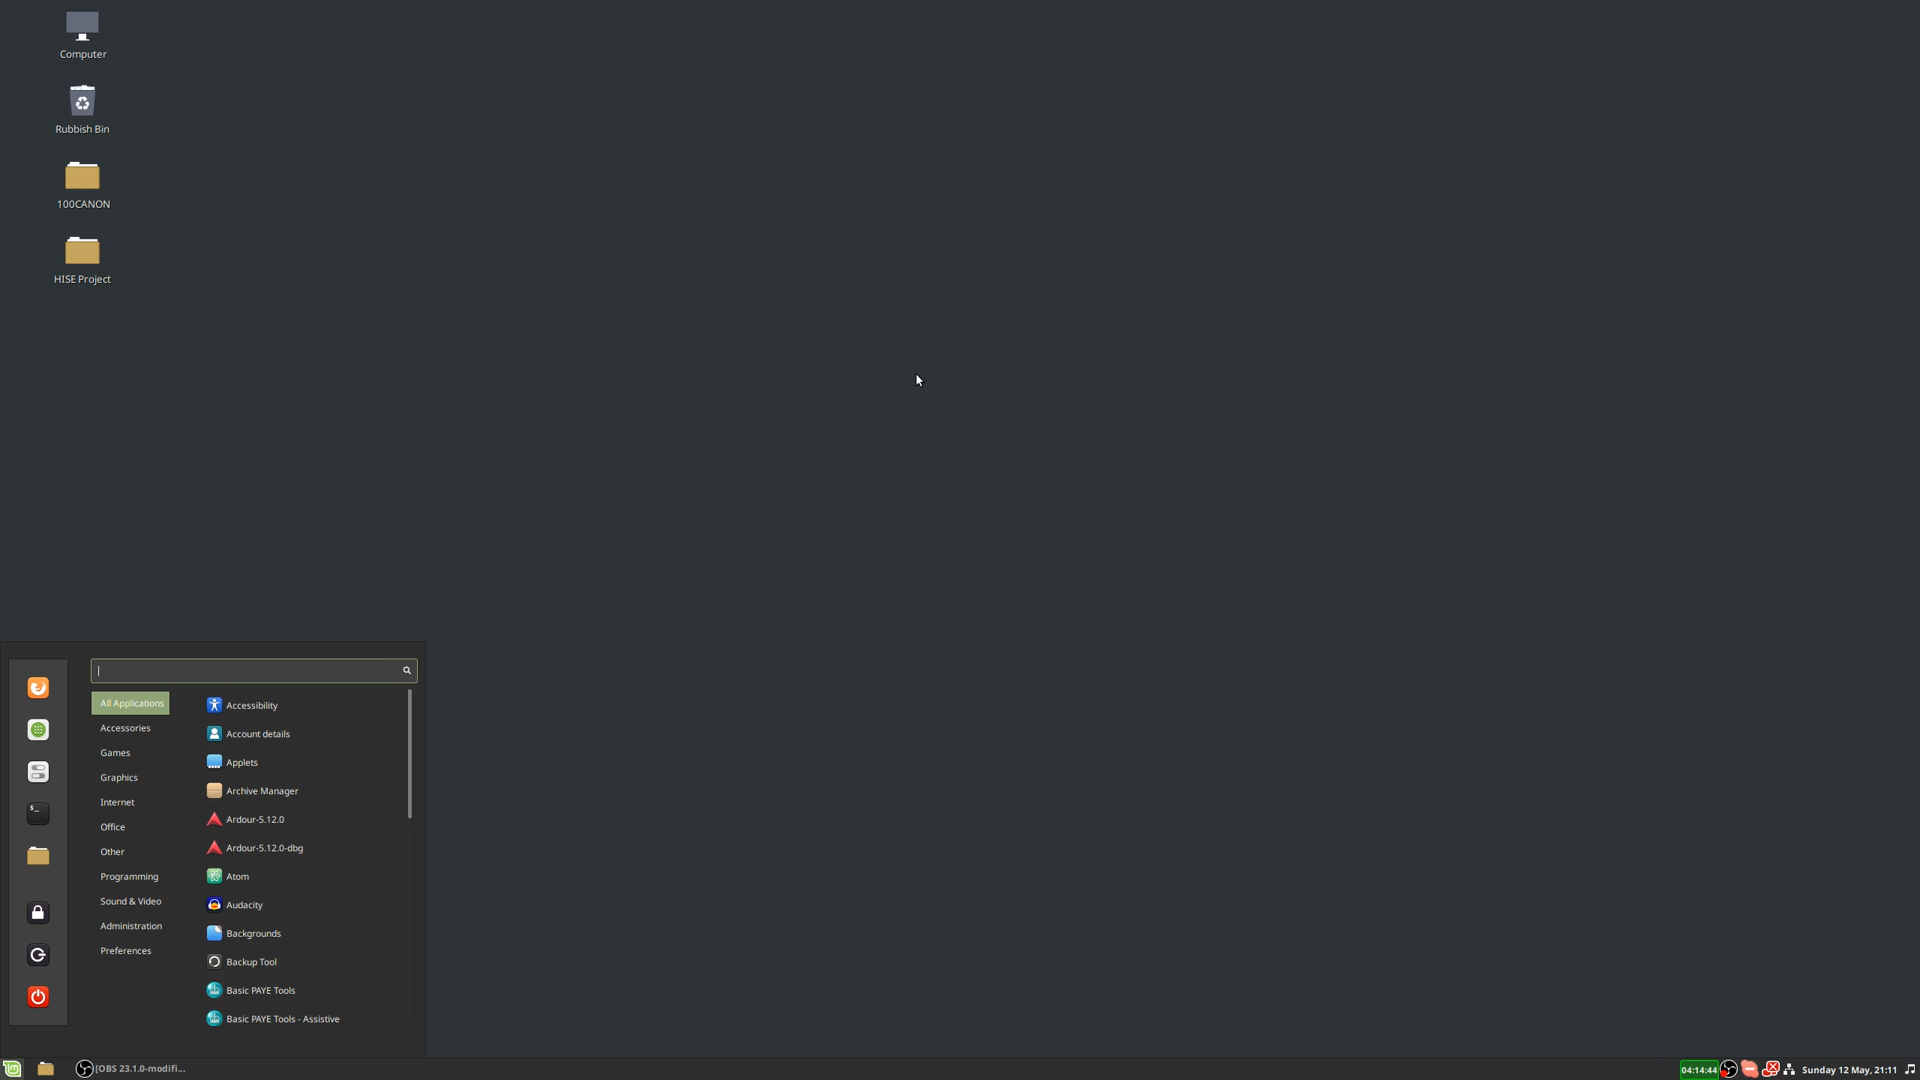 Computer
Rubbish Bin
100CANON
HISE Project
All Applications
Accessories
Games
Graphics
Internet
Office
Other
Programming
Sound & Video
Administration
Preferences
Accessibility
Account details
Applets
Archive Manager
Ardour-5.12.0
Ardour-5.12.0-dbg
Atom
Audacity
Backgrounds
Backup Tool
Basic PAYE Tools
Basic PAYE Tools - Assistive
[OBS 23.1.0-modifi...
04:14:44
Sunday 12 May, 21:11